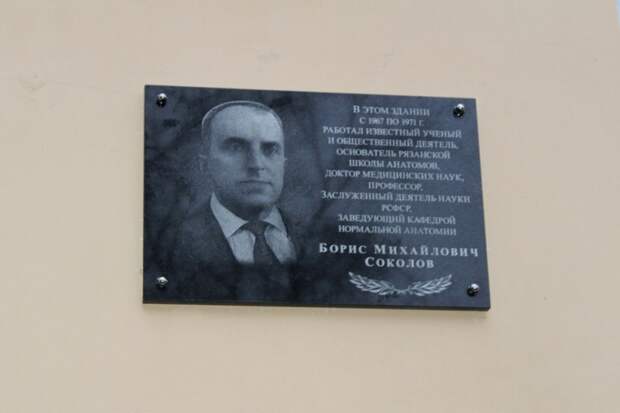 В ЭТОМ ЗДАНИИ
С 1967 ПО 1971 Г.
РАБОТАЛ ИЗВЕСТНЫЙ УЧЕНЫЙ
И ОБЩЕСТВЕННЫЙ ДЕЯТЕЛЬ,
ОСНОВАТЕЛЬ РЯЗАНСКОЙ
ШКОЛЫ АНАТОМОВ,
ДОКТОР МЕДИЦИНСКИХ НАУК,
ПРОФЕССОР,
ЗАСЛУЖЕННЫЙ ДЕЯТЕЛЬ НАУКИ
РСФСР,
ЗАВЕДУЮЩИЙ КАФЕДРОЙ
НОРМАЛЬНОЙ АНАТОМИИ
БОРИС МИХАЙЛОВИЧ
СОКОЛОВ